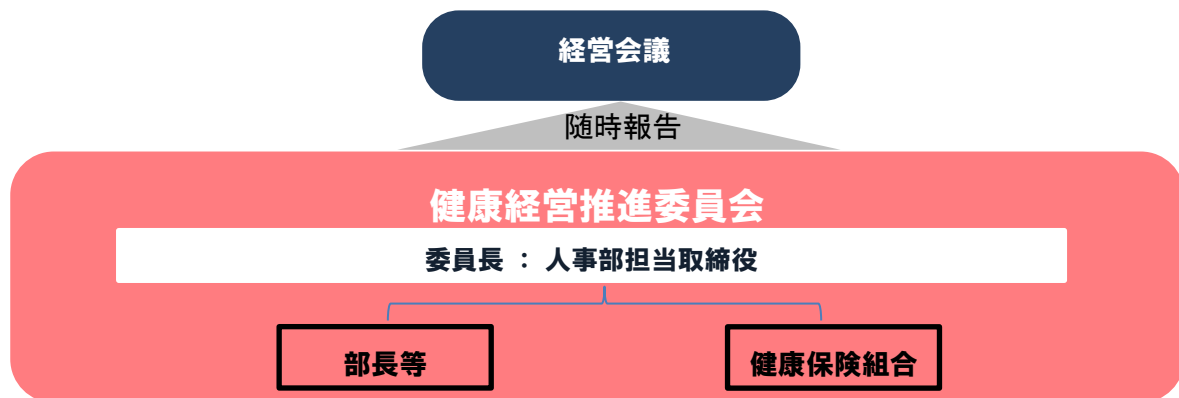 経営会議
随時報告
健康経営推進委員会
委員長 ： 人事部担当取締役
部長等
健康保険組合